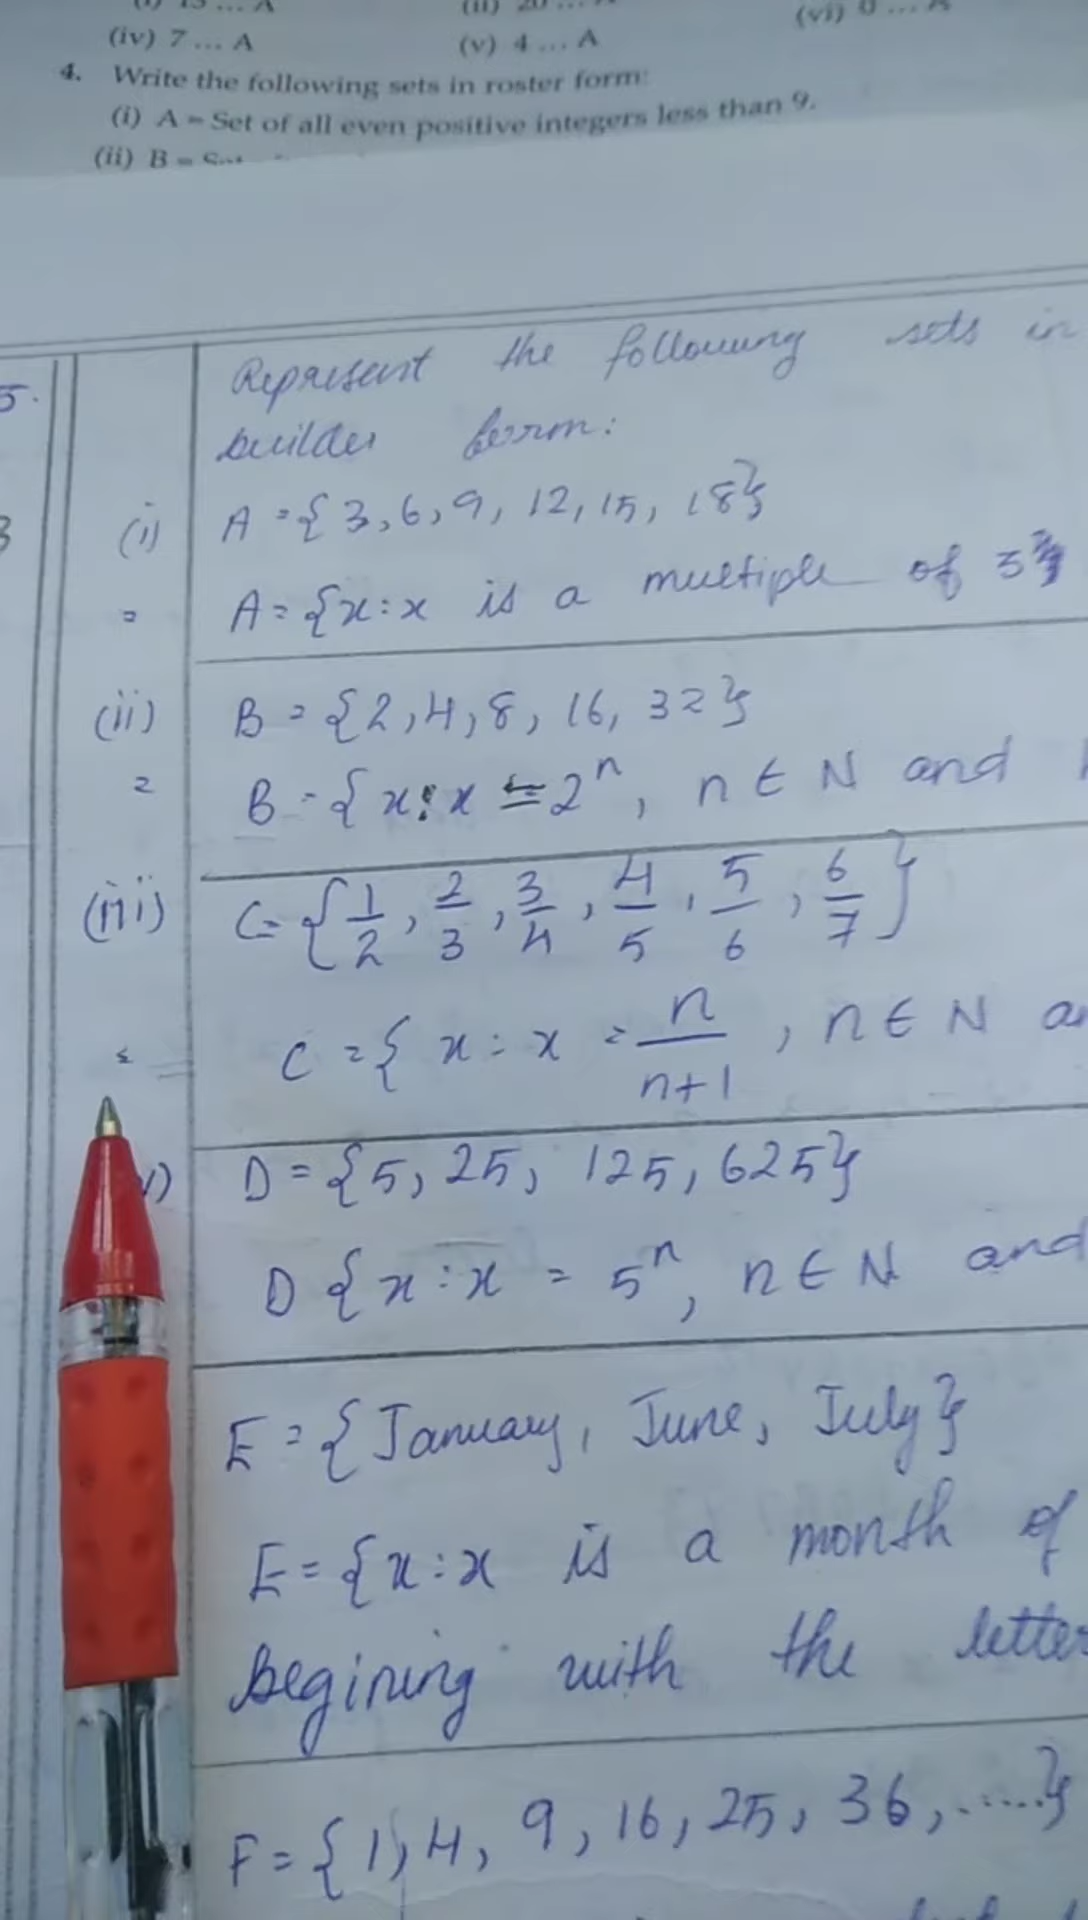 (iv) 7 ... A (v) 4 ... A (vi) 0 ... A
4. Write the following sets in roster form:
(i) A = Set of all even positive integers less than 9.
(ii) B =
5.
Represent the following sets in
builder form:
(i) A = {3, 6, 9, 12, 15, 18}
= A = {x : x is a multiple of 3}
(ii) B = {2, 4, 8, 16, 32}
= B = {x : x = 2ⁿ, n ∈ N and
(iii) C = {1/2, 2/3, 3/4, 4/5, 5/6, 6/7}
C = {x : x = n/n+1, n ∈ N
D = {5, 25, 125, 625}
D {x : x = 5ⁿ, n ∈ N and
E = {January, June, July}
E = {x : x is a month of
begining with the letter
F = {1, 4, 9, 16, 25, 36, .....}